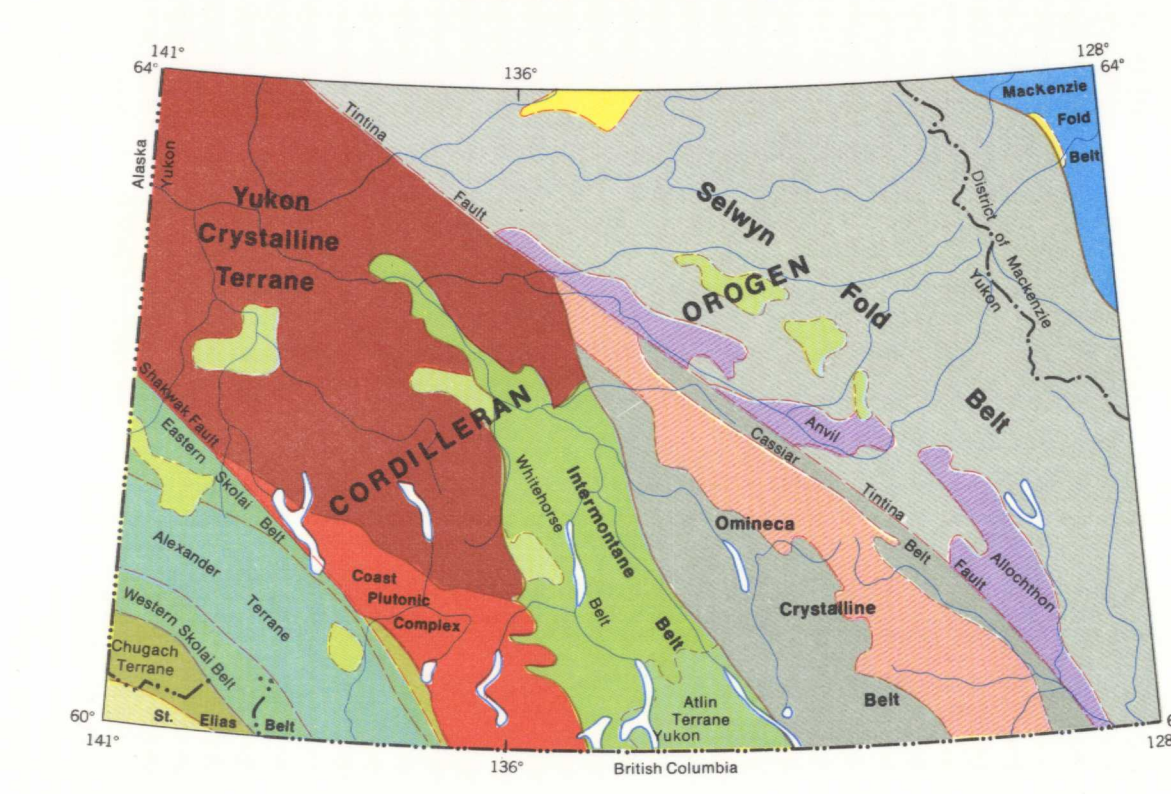 141°
64°
136°
128°
64°
MacKenzie
Fold
Belt
Alaska
Yukon
Tintina
Fault
Yukon
Crystalline
Terrane
Selwyn
Fold
Belt
CORDILLERAN
OROGEN
District of Mackenzie
Yukon
Shakwak Fault
Eastern
Skolai
Belt
Alexander
Terrane
Western Skolai Belt
Chugach
Terrane
St. Elias Belt
Coast
Plutonic
Complex
Whitehorse
Belt
Intermontane
Belt
Atlin
Terrane
Yukon
Anvil
Allochthon
Cassiar
Belt
Tintina
Fault
Omineca
Crystalline
Belt
60°
141°
136°
British Columbia
6
128